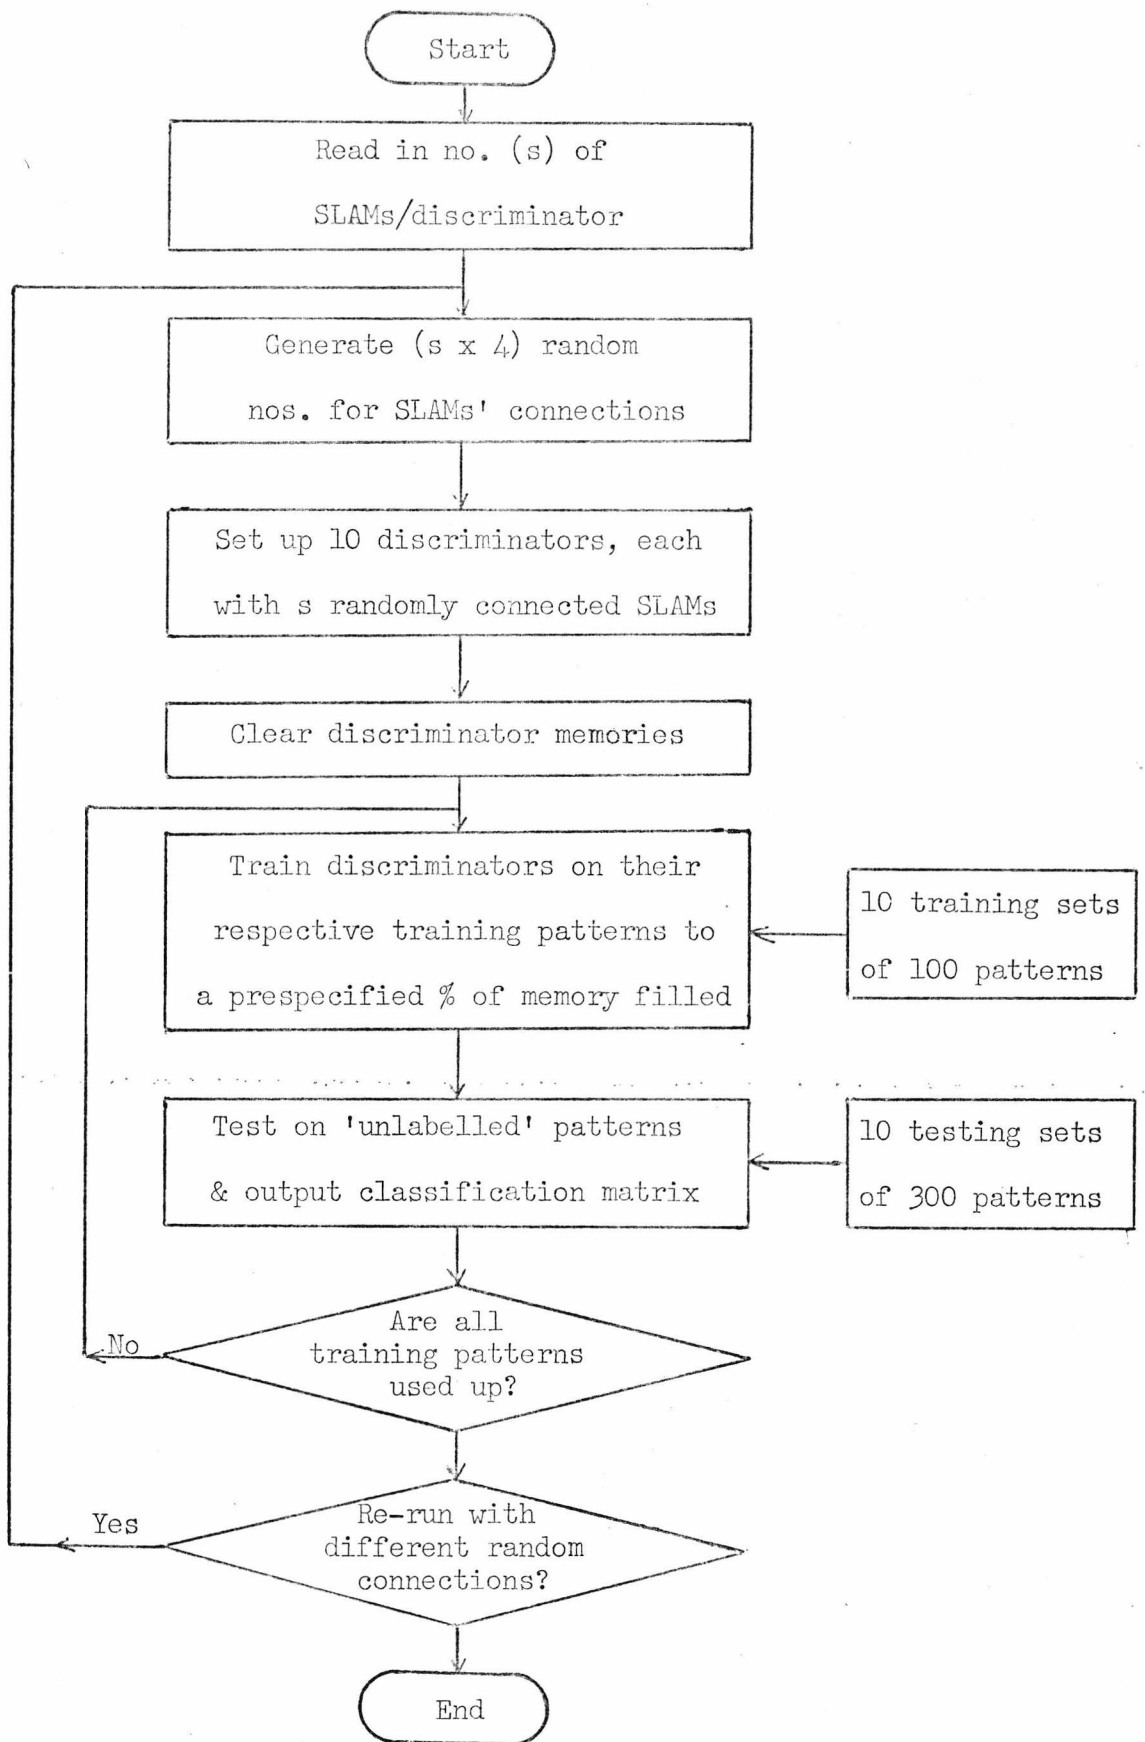 Start
Read in no. (s) of
SLAMs/discriminator
Generate (s x 4) random
nos. for SLAMs' connections
Set up 10 discriminators, each
with s randomly connected SLAMs
Clear discriminator memories
Train discriminators on their
respective training patterns to
a prespecified % of memory filled
10 training sets
of 100 patterns
Test on 'unlabelled' patterns
& output classification matrix
10 testing sets
of 300 patterns
Are all
training patterns
used up?
No
Re-run with
different random
connections?
Yes
End